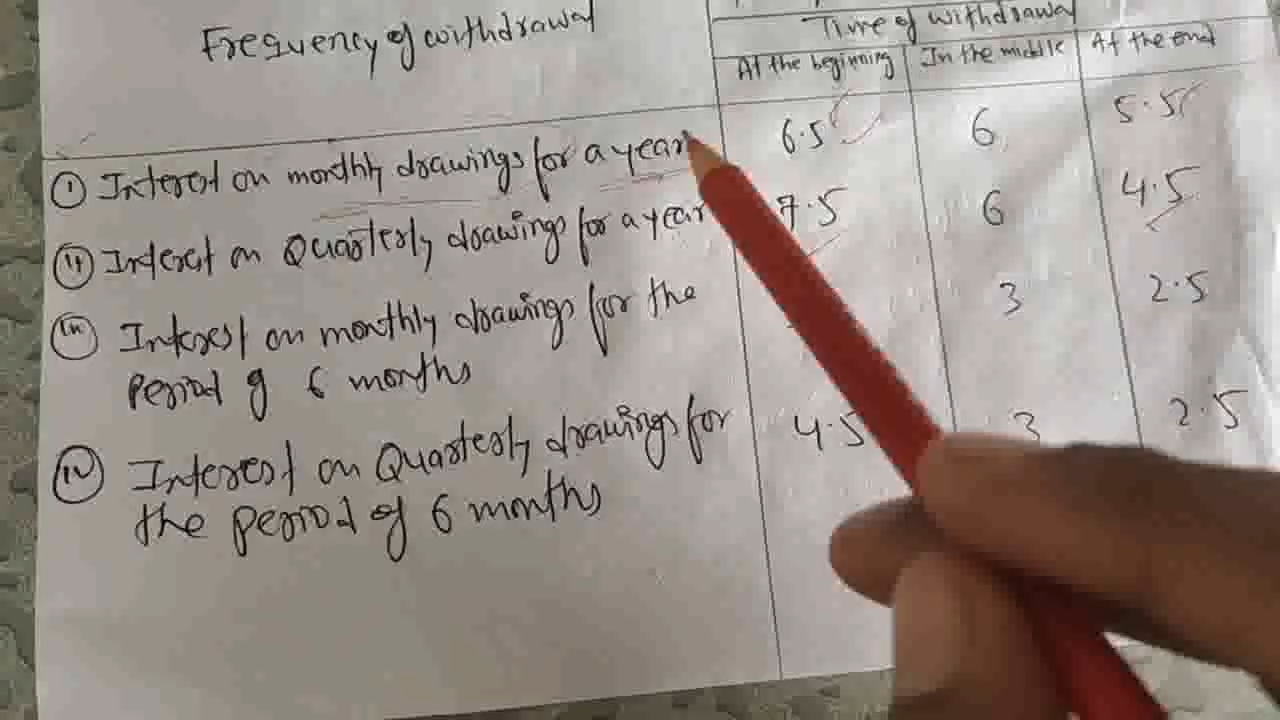 Frequency of withdrawal
Time of withdrawal
At the beginning In the middle At the end
(i) Interest on monthly drawings for a year 6.5 6 5.5
(ii) Interest on Quarterly drawings for a year 7.5 6 4.5
(iii) Interest on monthly drawings for the 3 2.5
period of 6 months
(iv) Interest on Quarterly drawings for 4.5 3 2.5
the period of 6 months